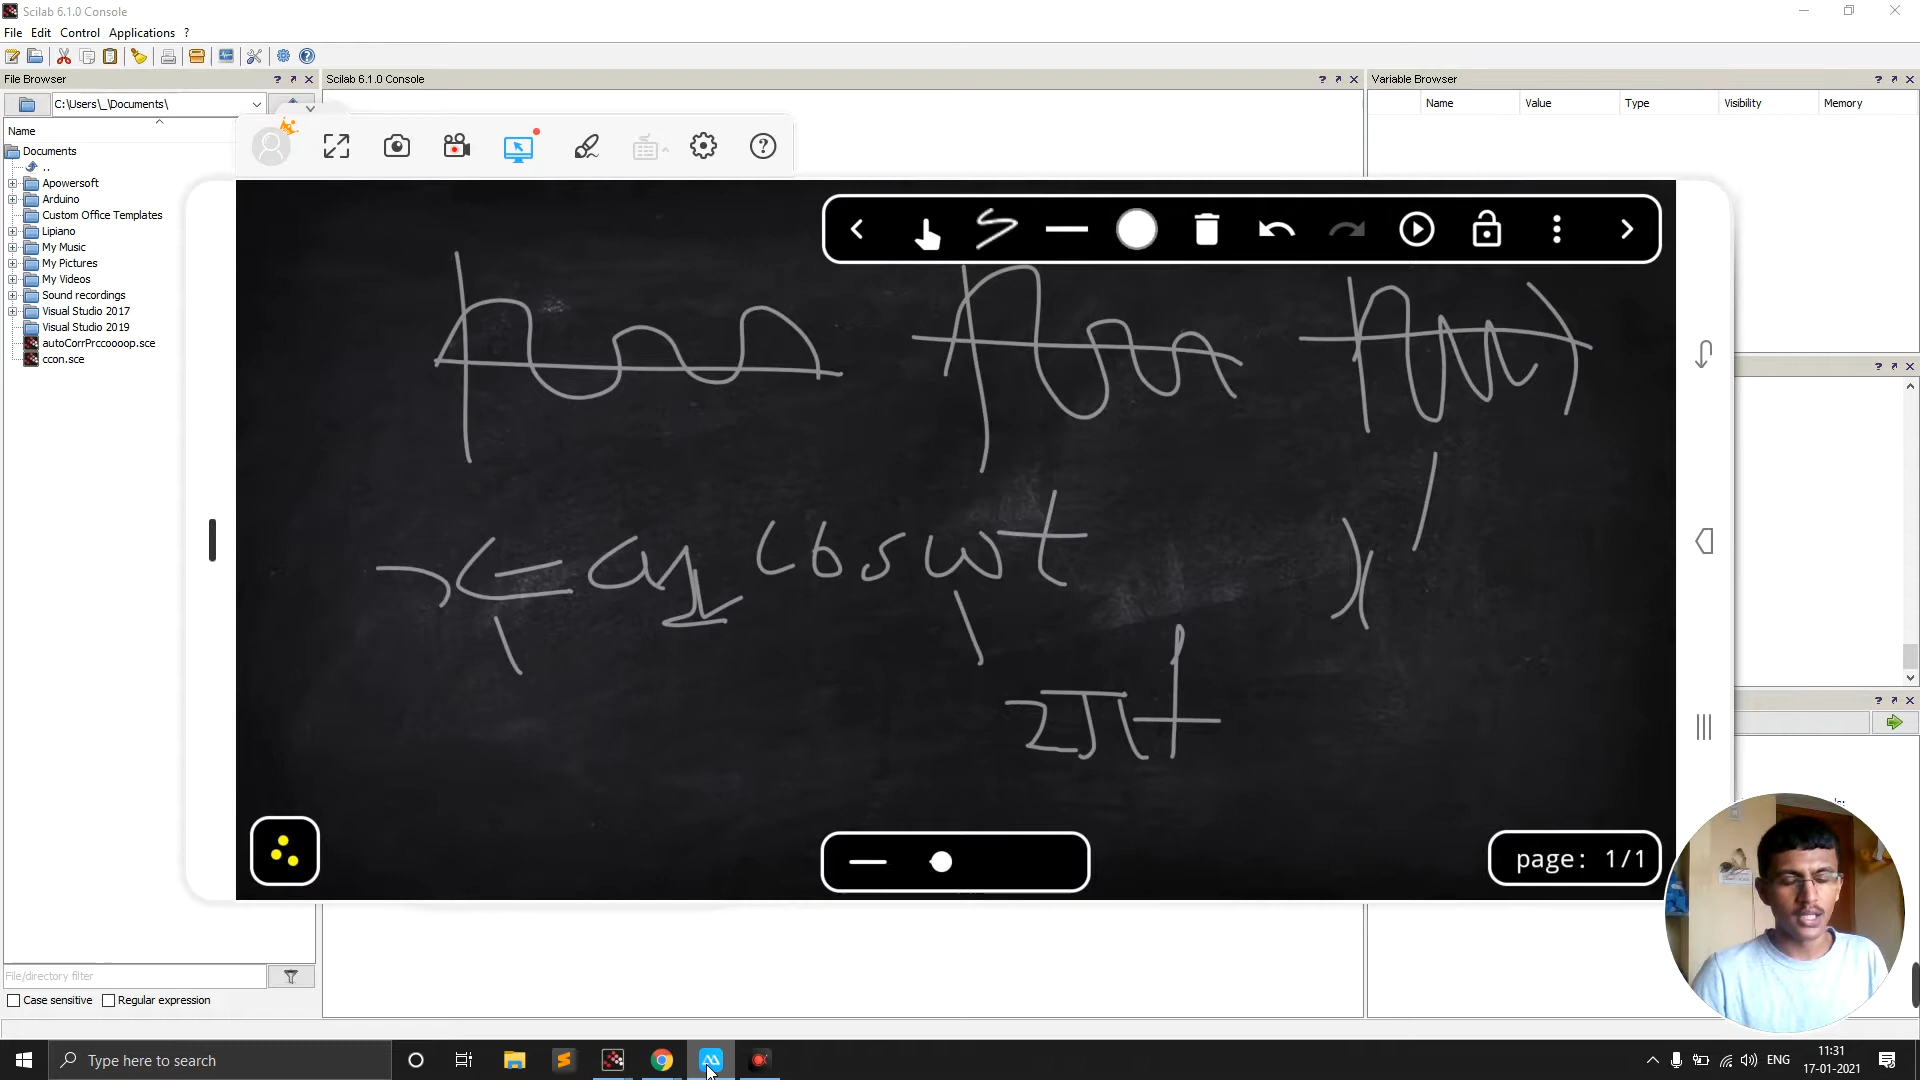 Scilab 6.1.0 Console
File Edit Control Applications ?
File Browser
Scilab 6.1.0 Console
Variable Browser
C:\Users\_\Documents\
Name Value Type Visibility Memory
Name
Documents
..
Apowersoft
Arduino
Custom Office Templates
Lipiano
My Music
My Pictures
My Videos
Sound recordings
Visual Studio 2017
Visual Studio 2019
autoCorrPrccoooop.sce
ccon.sce
cos wt
x
2πf
page: 1/1
File/directory filter
Case sensitive Regular expression
Type here to search
ENG
11:31
17-01-2021